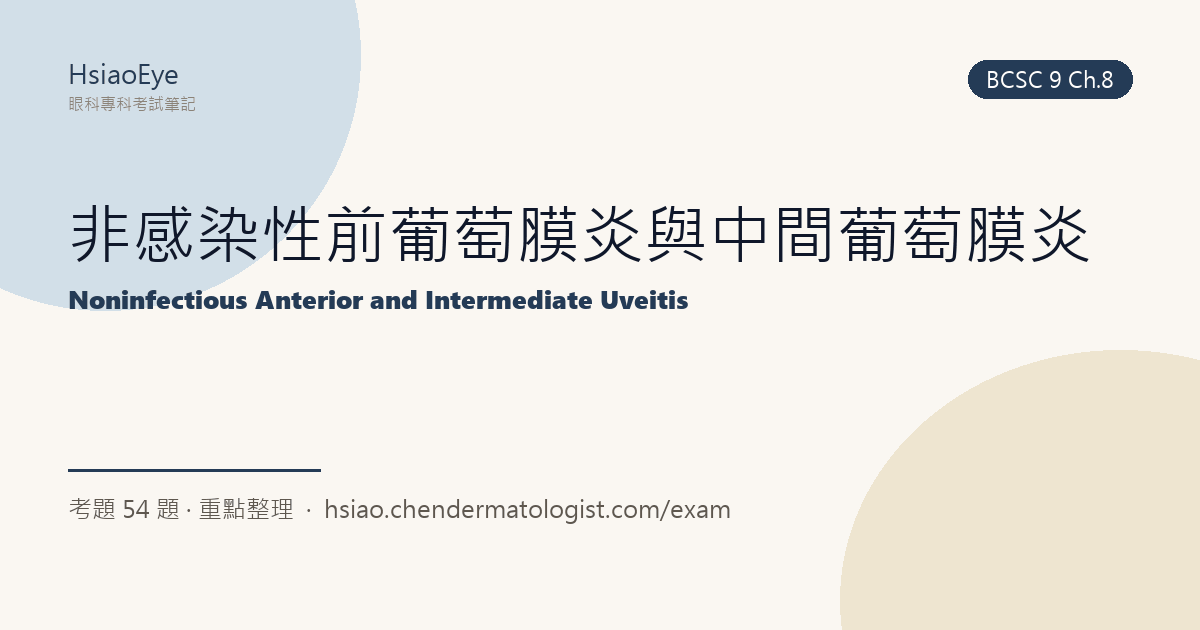 HsiaoEye
眼科專科考試筆記
BCSC 9 Ch.8
非感染性前葡萄膜炎與中間葡萄膜炎
Noninfectious Anterior and Intermediate Uveitis
考題 54 題 · 重點整理 · hsiao.chendermatologist.com/exam